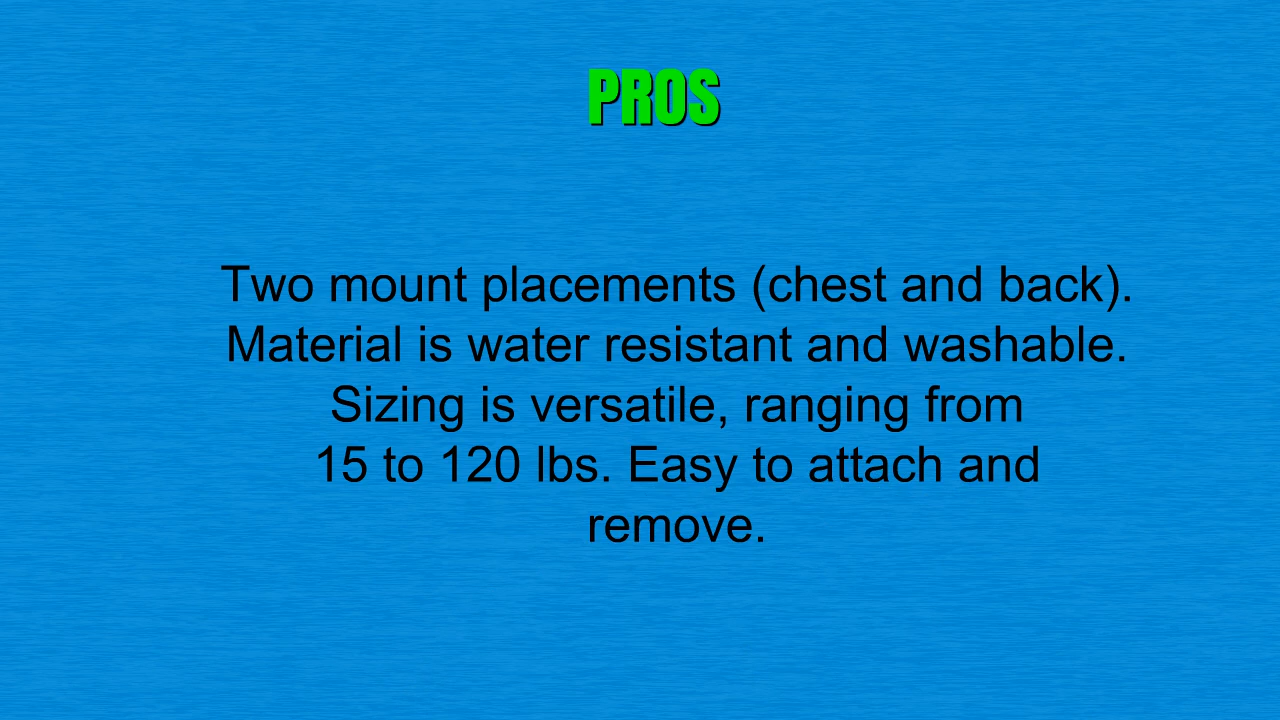 PROS
Two mount placements (chest and back).
Material is water resistant and washable.
Sizing is versatile, ranging from
15 to 120 lbs. Easy to attach and
remove.